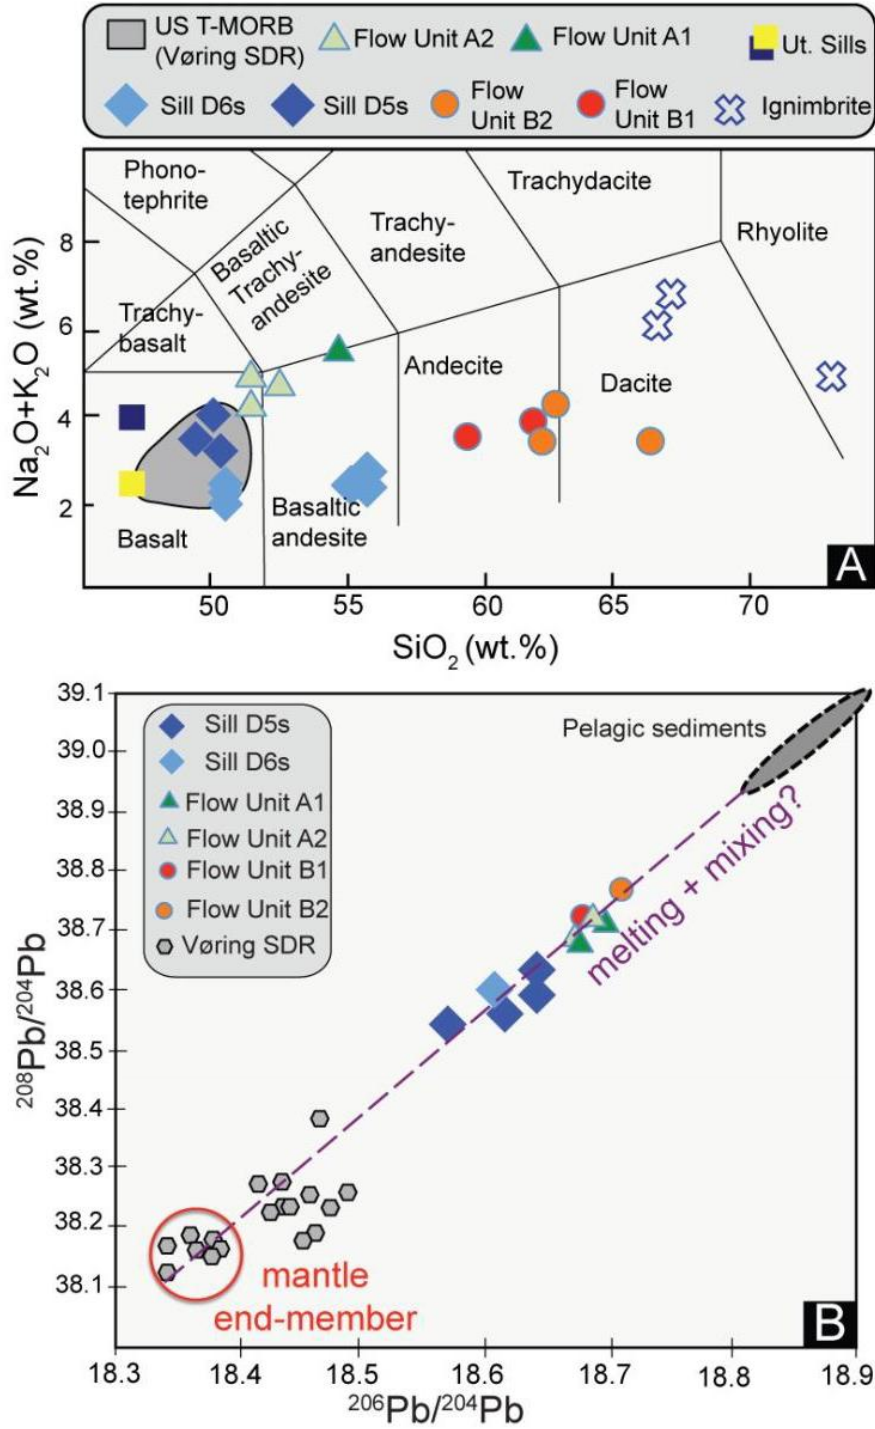 US T-MORB
(Vøring SDR)
Flow Unit A2
Flow Unit A1
Ut. Sills
Sill D6s
Sill D5s
Flow
Unit B2
Flow
Unit B1
Ignimbrite
Phono-
tephrite
Trachydacite
Basaltic
Trachy-
andesite
Trachy-
andesite
Rhyolite
Trachy-
basalt
Andecite
Dacite
Basalt
Basaltic
andesite
Na₂O+K₂O (wt.%)
8
6
4
2
A
50
55
60
65
70
SiO₂ (wt.%)
39.1
39.0
38.9
38.8
38.7
38.6
38.5
38.4
38.3
38.2
38.1
²⁰⁸Pb/²⁰⁴Pb
Sill D5s
Sill D6s
Flow Unit A1
Flow Unit A2
Flow Unit B1
Flow Unit B2
Vøring SDR
Pelagic sediments
melting + mixing?
mantle
end-member
B
18.3
18.4
18.5
18.6
18.7
18.8
18.9
²⁰⁶Pb/²⁰⁴Pb